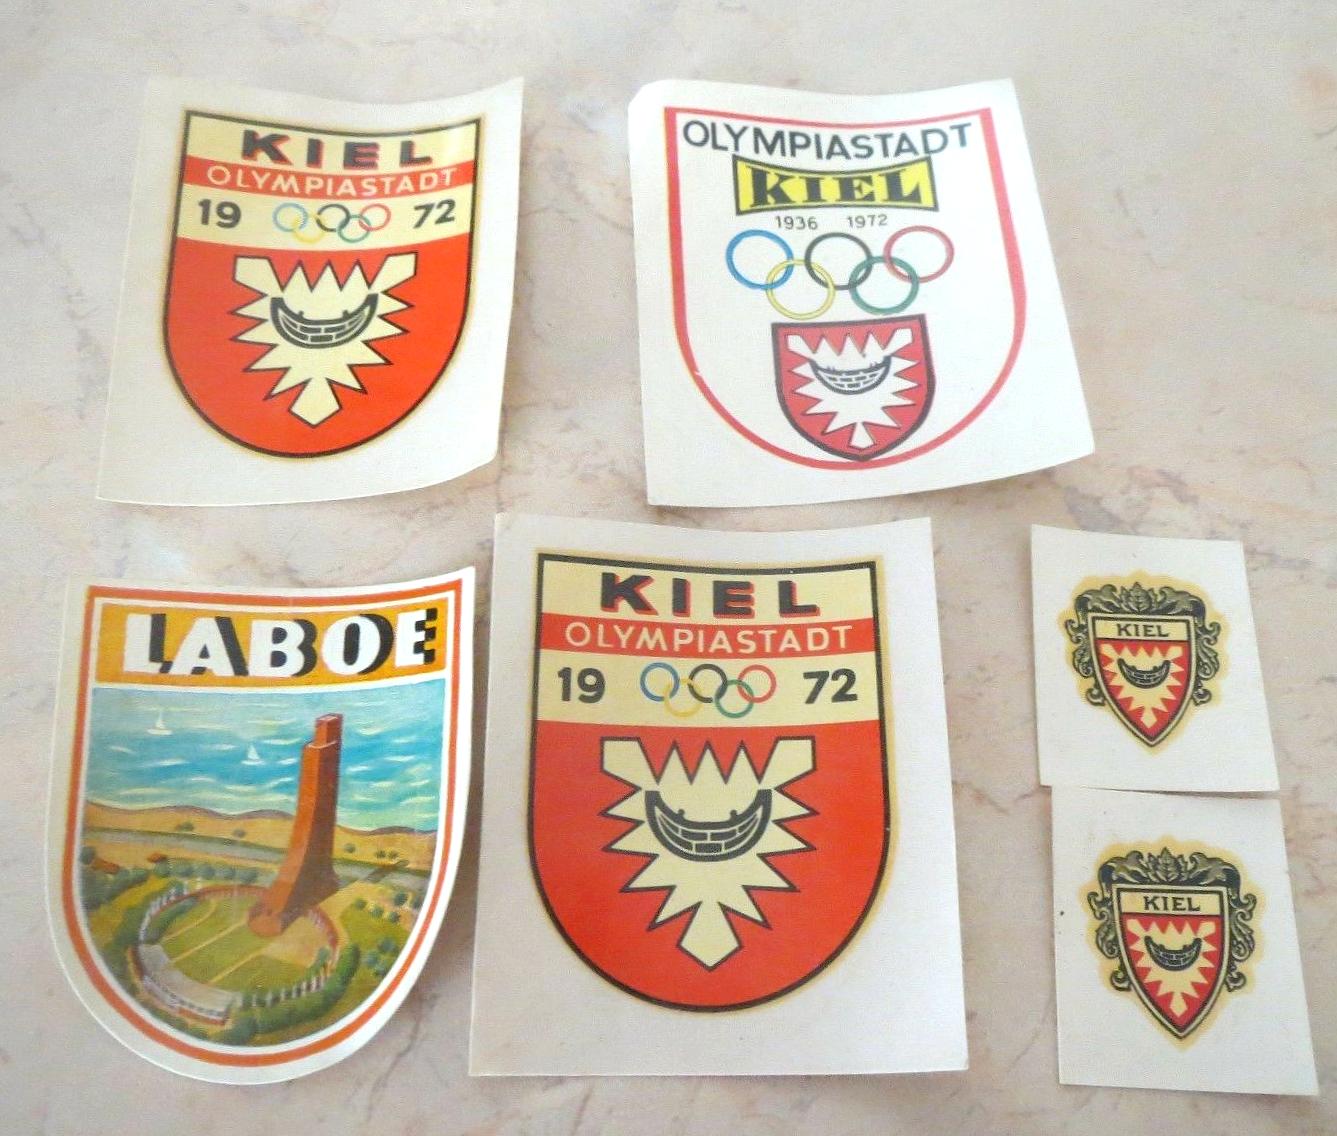 KIEL
OLYMPIASTADT
19 72
OLYMPIASTADT
KIEL
1936 1972
LABOE
KIEL
OLYMPIASTADT
19 72
KIEL
KIEL